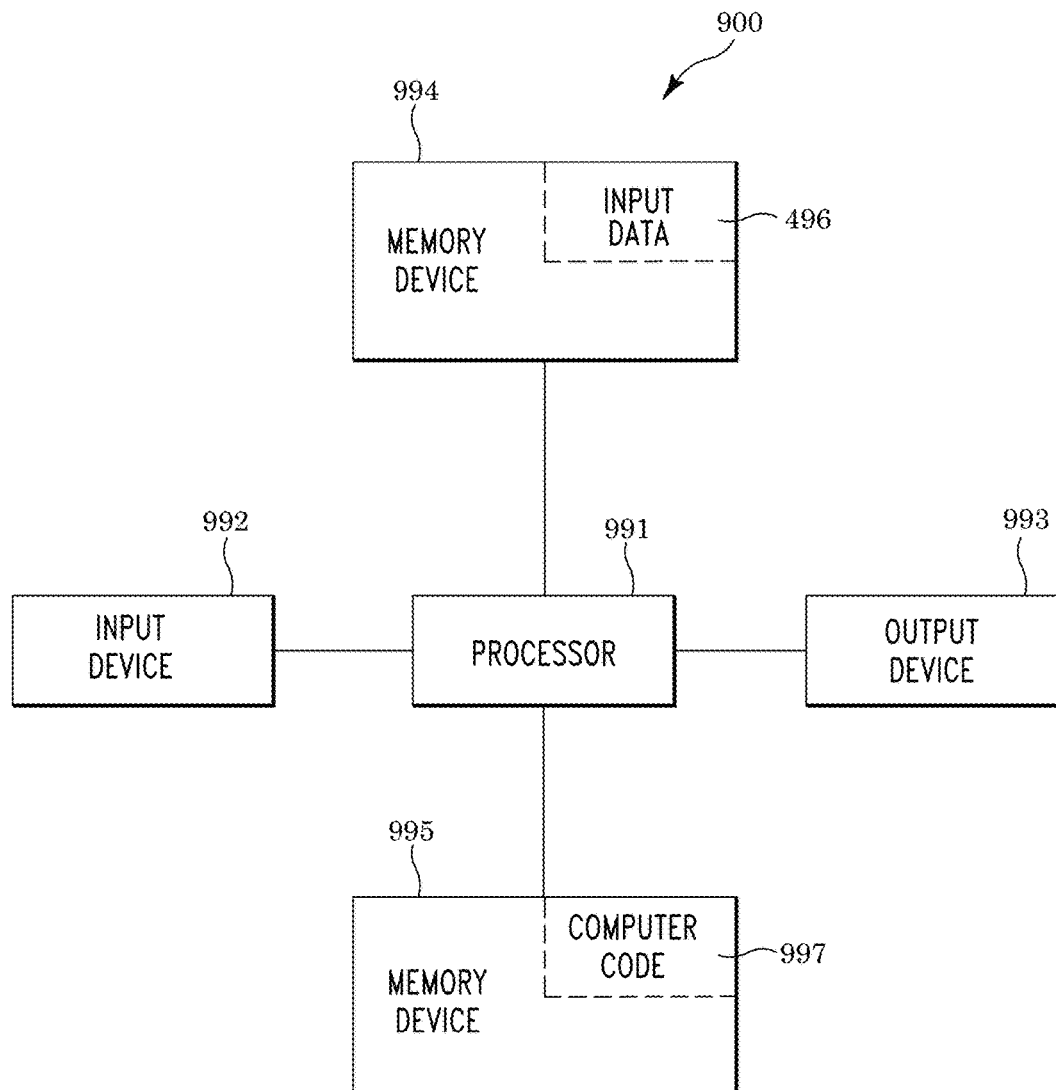 900
994
INPUT
DATA
496
MEMORY
DEVICE
992
991
993
INPUT
DEVICE
PROCESSOR
OUTPUT
DEVICE
995
COMPUTER
CODE
997
MEMORY
DEVICE